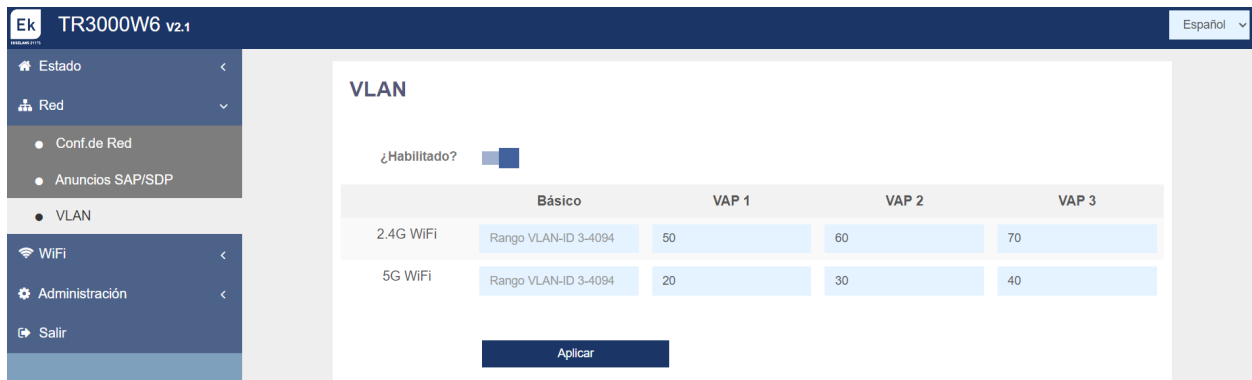 Ek TR3000W6 V2.1
Español
Estado
Red
Conf.de Red
Anuncios SAP/SDP
VLAN
WiFi
Administración
Salir
VLAN
¿Habilitado?
Básico VAP 1 VAP 2 VAP 3
2.4G WiFi Rango VLAN-ID 3-4094 50 60 70
5G WiFi Rango VLAN-ID 3-4094 20 30 40
Aplicar